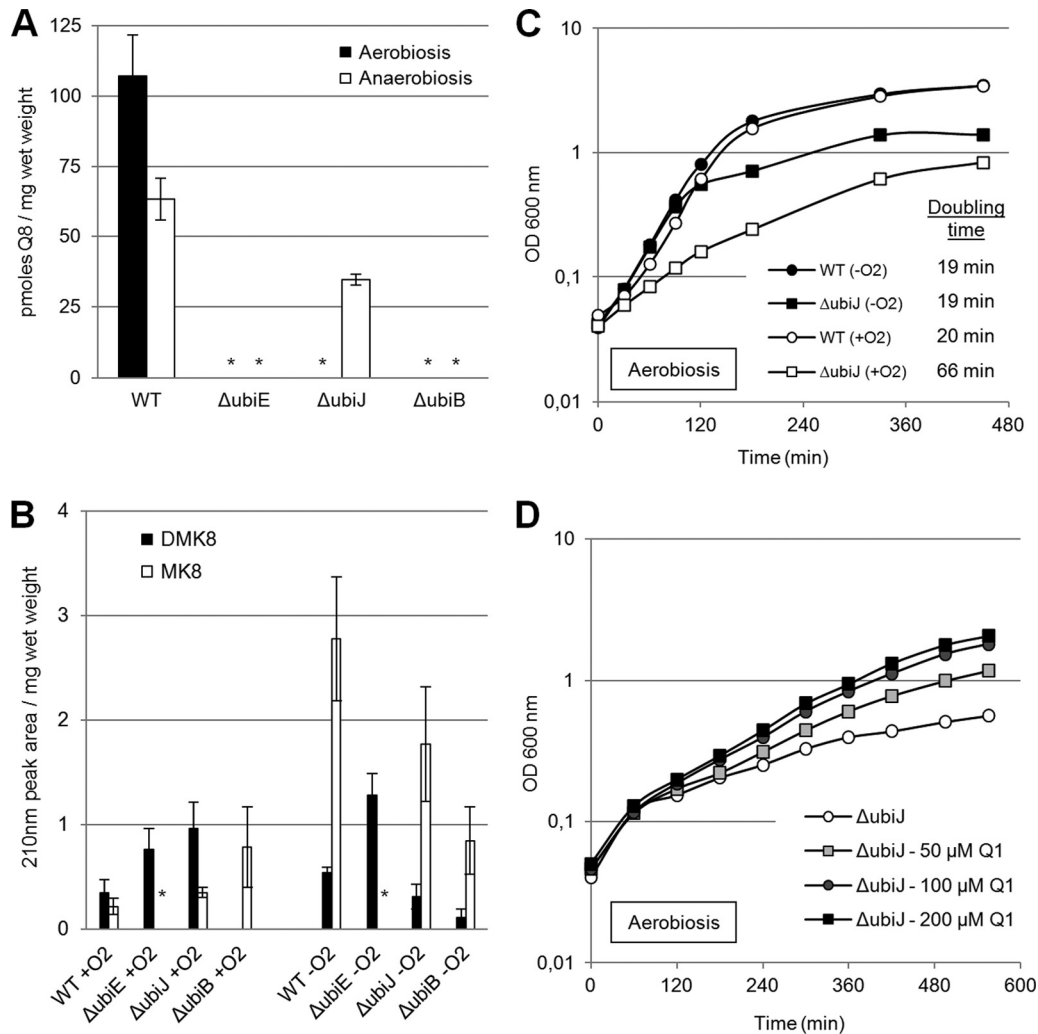 A
125
100
75
50
25
0
pmoles Q8 / mg wet weight
Aerobiosis
Anaerobiosis
* * * * *
WT ΔubiE ΔubiJ ΔubiB
B
4
3
2
1
0
210nm peak area / mg wet weight
DMK8
MK8
* *
WT +O2
ΔubiE +O2
ΔubiJ +O2
ΔubiB +O2
WT -O2
ΔubiE -O2
ΔubiJ -O2
ΔubiB -O2
C
10
1
0,1
0,01
OD 600 nm
Doubling
time
WT (-O2) 19 min
ΔubiJ (-O2) 19 min
WT (+O2) 20 min
ΔubiJ (+O2) 66 min
Aerobiosis
0 120 240 360 480
Time (min)
D
10
1
0,1
0,01
OD 600 nm
ΔubiJ
ΔubiJ - 50 µM Q1
ΔubiJ - 100 µM Q1
ΔubiJ - 200 µM Q1
Aerobiosis
0 120 240 360 480 600
Time (min)